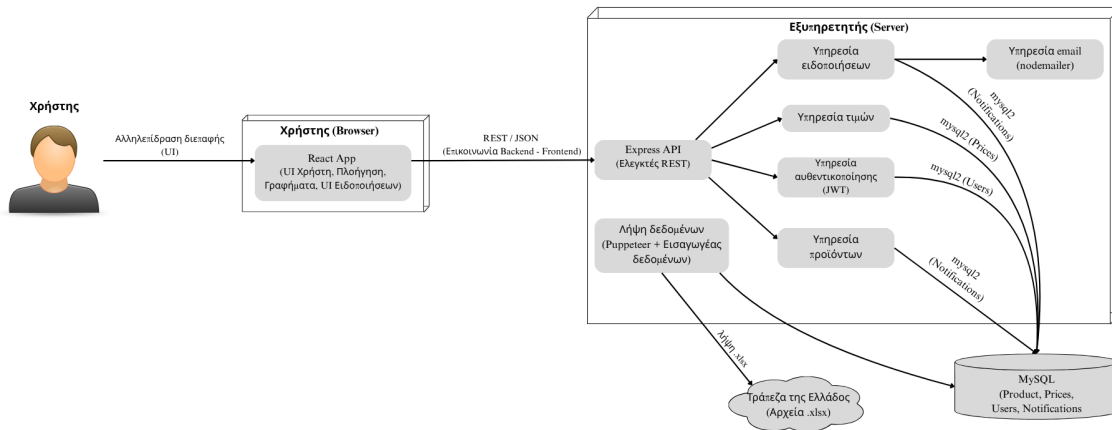 Εξυπηρετητής (Server)
Υπηρεσία
ειδοποιήσεων
Υπηρεσία email
(nodemailer)
Χρήστης
Αλληλεπίδραση διεπαφής
(UI)
Χρήστης (Browser)
React App
(UI Χρήστη, Πλοήγηση,
Γραφήματα, UI Ειδοποιήσεων)
REST / JSON
(Επικοινωνία Backend - Frontend)
Express API
(Ελεγκτές REST)
Υπηρεσία τιμών
Υπηρεσία
αυθεντικοποίησης
(JWT)
Υπηρεσία
προϊόντων
Λήψη δεδομένων
(Puppeteer + Εισαγωγέας
δεδομένων)
mysql2
(Notifications)
mysql2 (Prices)
mysql2 (Users)
mysql2
(Notifications)
λήψη .xlsx
Τράπεζα της Ελλάδος
(Αρχεία .xlsx)
MySQL
(Product, Prices,
Users, Notifications